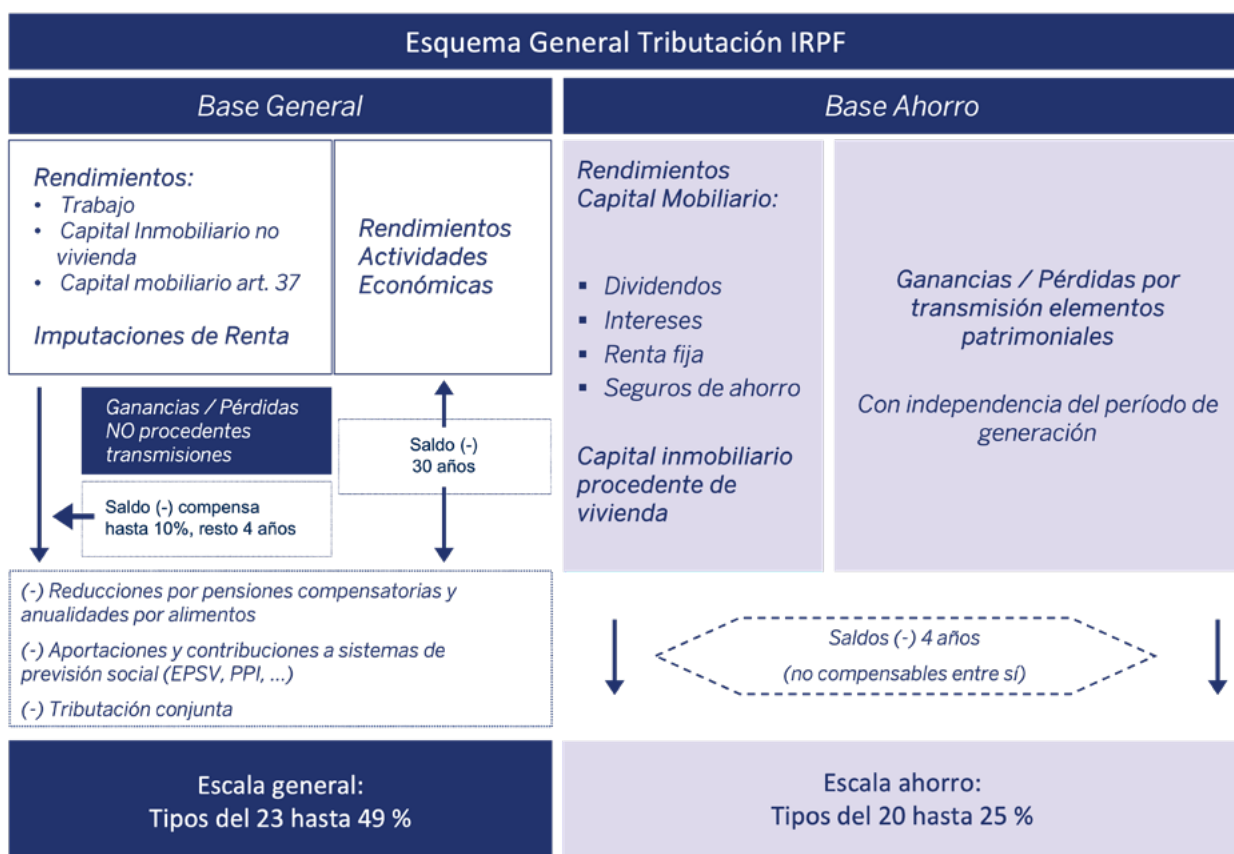 Esquema General Tributación IRPF
Base General
Base Ahorro
Rendimientos:
• Trabajo
• Capital Inmobiliario no
vivienda
• Capital mobiliario art. 37
Imputaciones de Renta
Rendimientos
Actividades
Económicas
Ganancias / Pérdidas
NO procedentes
transmisiones
Saldo (-) compensa
hasta 10%, resto 4 años
Saldo (-)
30 años
(-) Reducciones por pensiones compensatorias y
anualidades por alimentos
(-) Aportaciones y contribuciones a sistemas de
previsión social (EPSV, PPI, ...)
(-) Tributación conjunta
Rendimientos
Capital Mobiliario:
▪ Dividendos
▪ Intereses
▪ Renta fija
▪ Seguros de ahorro
Capital inmobiliario
procedente de
vivienda
Ganancias / Pérdidas por
transmisión elementos
patrimoniales
Con independencia del período de
generación
Saldos (-) 4 años
(no compensables entre sí)
Escala general:
Tipos del 23 hasta 49 %
Escala ahorro:
Tipos del 20 hasta 25 %